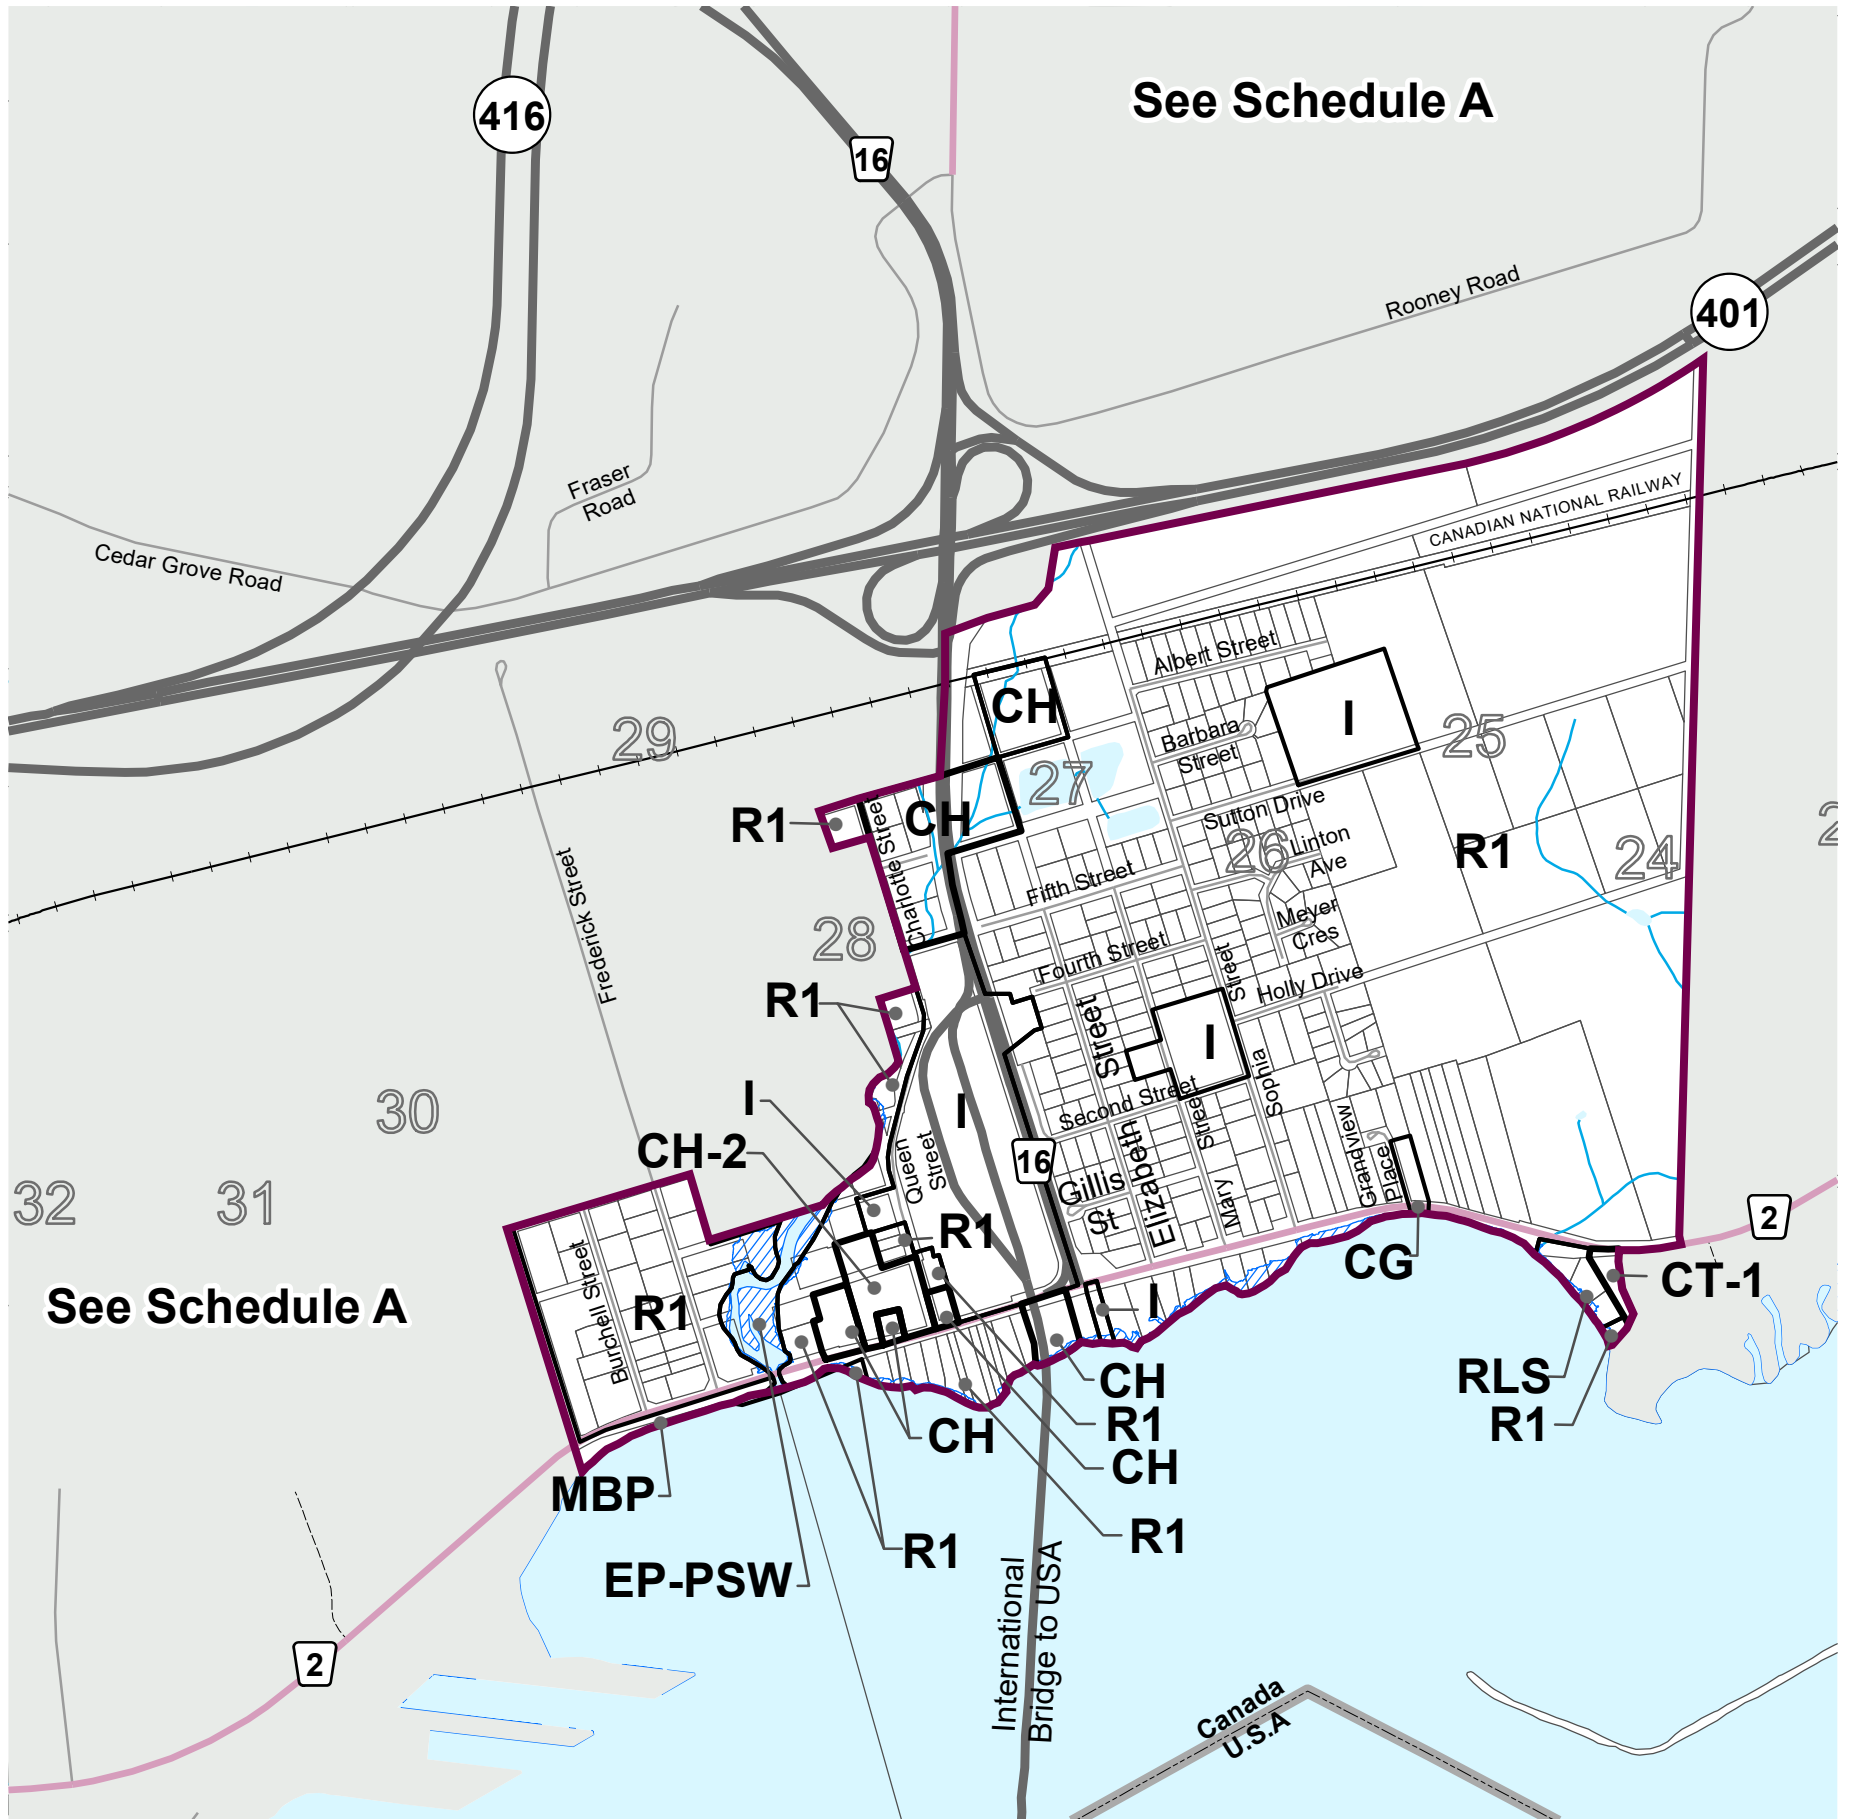 See Schedule A
416
16
Rooney Road
401
Fraser
Road
CANADIAN NATIONAL RAILWAY
Cedar Grove Road
Albert Street
CH
I
29
25
Barbara
Street
27
R1
CH
Charlotte Street
Sutton Drive
26
Linton
Ave
R1
24
2
Fifth Street
Frederick Street
28
Meyer
Cres
Fourth Street
Street
Holly Drive
R1
Street
I
I
30
I
Second Street
Sophia
CH-2
Queen
Street
16
Elizabeth
Street
Grandview
Place
32
31
Gillis
St
Mary
2
R1
CG
CT-1
See Schedule A
Burchell Street
R1
I
CH
RLS
R1
R1
CH
CH
MBP
R1
R1
EP-PSW
International
Bridge to USA
2
Canada
U.S.A